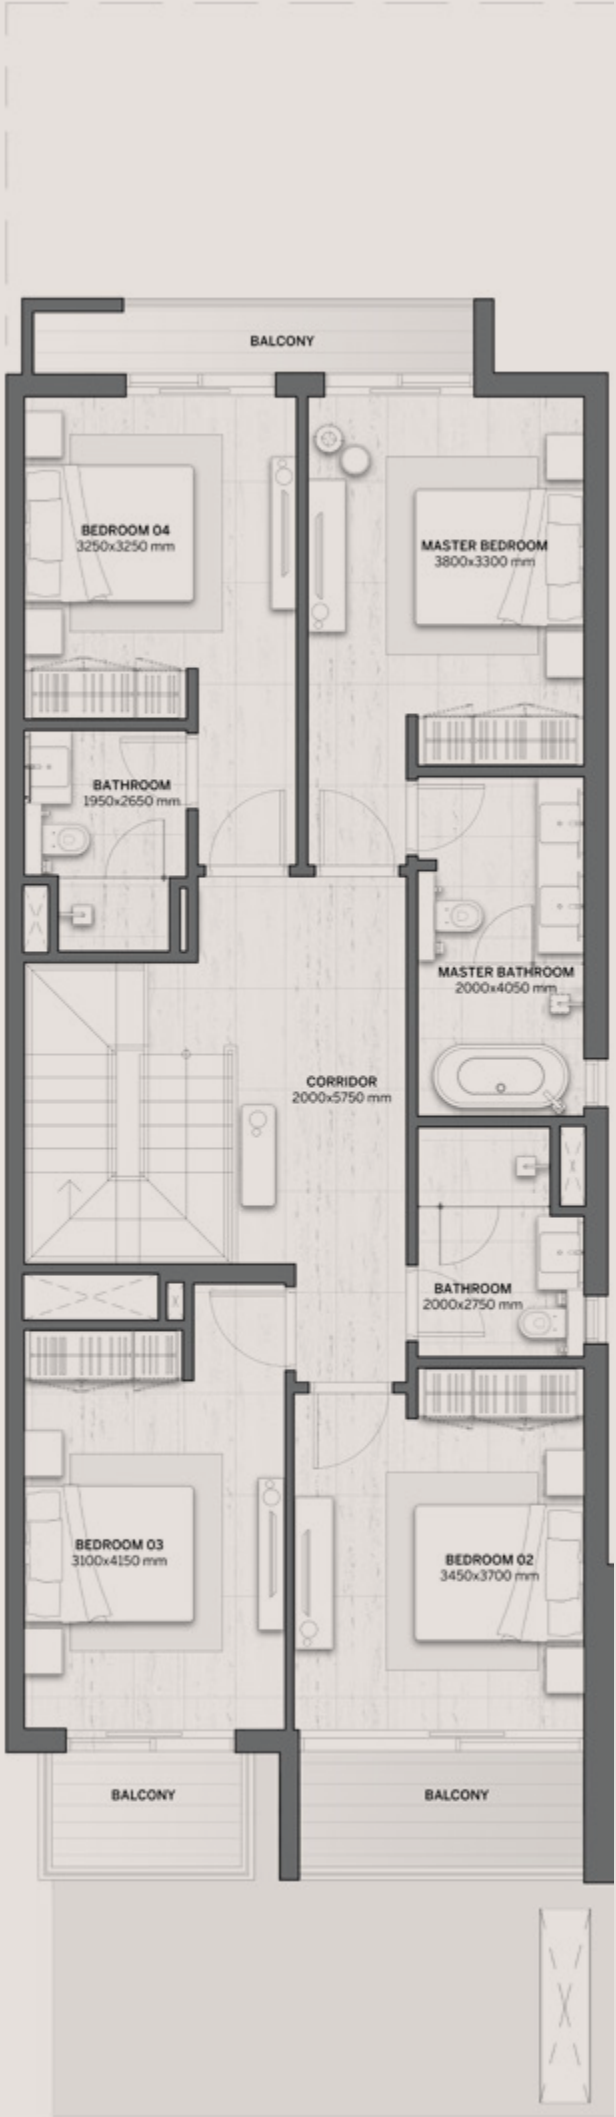 BALCONY
BEDROOM 04
3250x3250 mm
MASTER BEDROOM
3800x3300 mm
BATHROOM
1950x2650 mm
MASTER BATHROOM
2000x4050 mm
CORRIDOR
2000x5750 mm
BATHROOM
2000x2750 mm
BEDROOM 03
3100x4150 mm
BEDROOM 02
3450x3700 mm
BALCONY
BALCONY